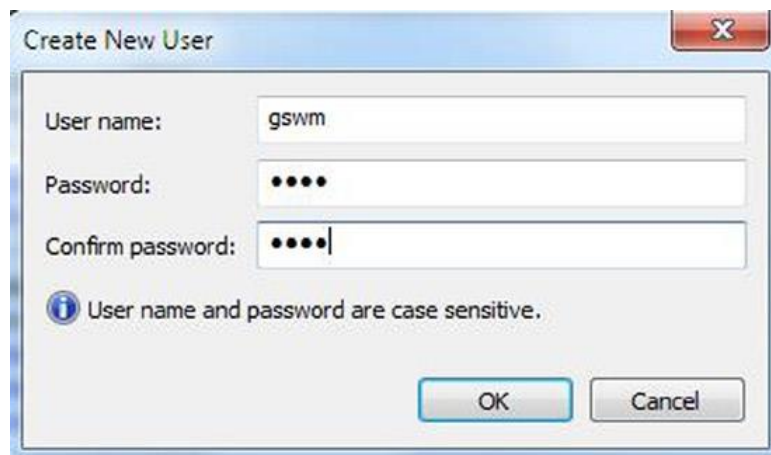 Create New User
User name: gswm
Password: ••••
Confirm password: ••••
User name and password are case sensitive.
OK Cancel